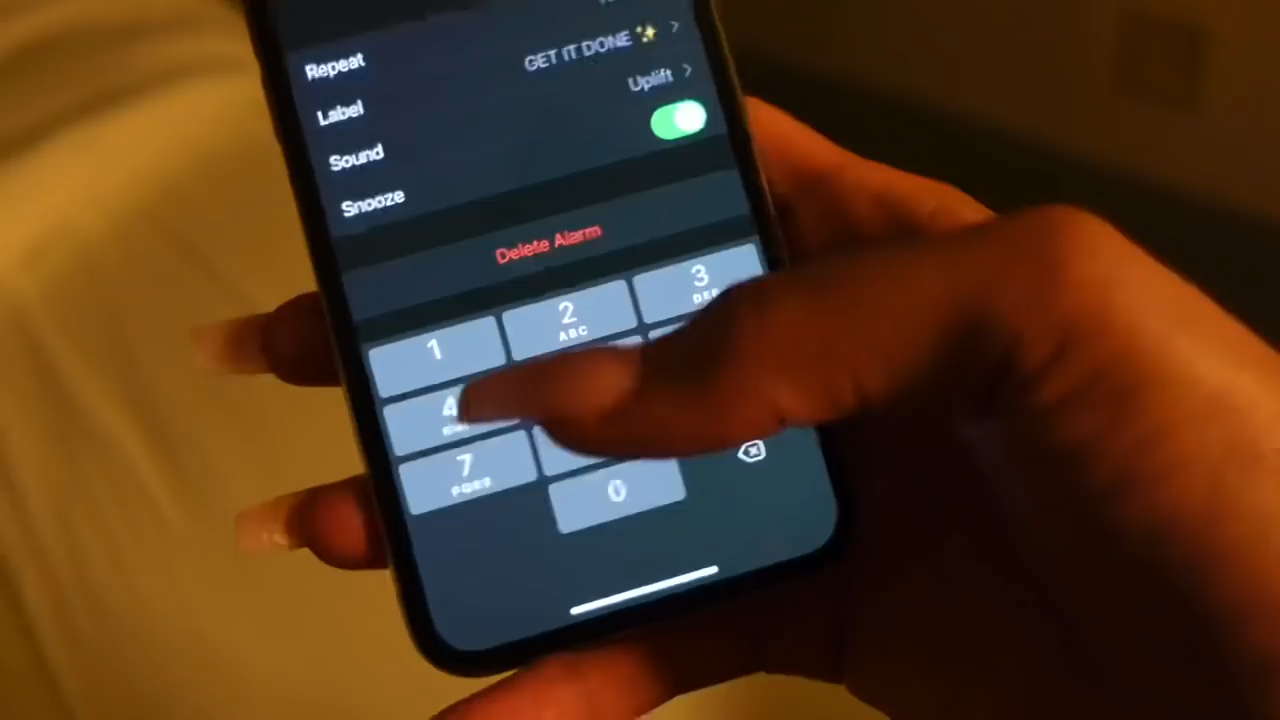 Repeat
Label GET IT DONE ✨ >
Sound Uplift >
Snooze
Delete Alarm
1
2
ABC
3
DEF
4
7
PQRS
0